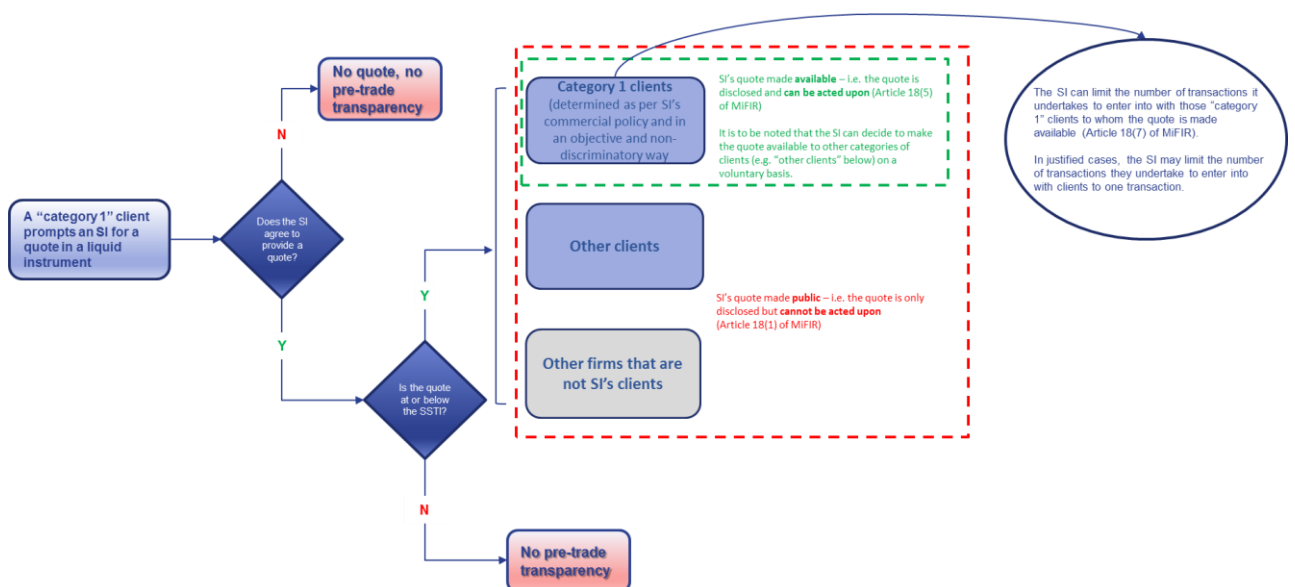 No quote, no
pre-trade
transparency
N
A “category 1” client
prompts an SI for a
quote in a liquid
instrument
Does the SI
agree to
provide a
quote?
Y
Y
Is the quote
at or below
the SSTI?
N
No pre-trade
transparency
Category 1 clients
(determined as per SI’s
commercial policy and in
an objective and non-
discriminatory way
SI’s quote made available – i.e. the quote is
disclosed and can be acted upon (Article 18(5)
of MiFIR)
It is to be noted that the SI can decide to make
the quote available to other categories of
clients (e.g. “other clients” below) on a
voluntary basis.
Other clients
SI’s quote made public – i.e. the quote is only
disclosed but cannot be acted upon
(Article 18(1) of MiFIR)
Other firms that are
not SI’s clients
The SI can limit the number of transactions it
undertakes to enter into with those “category
1” clients to whom the quote is made
available (Article 18(7) of MiFIR).
In justified cases, the SI may limit the number
of transactions they undertake to enter into
with clients to one transaction.